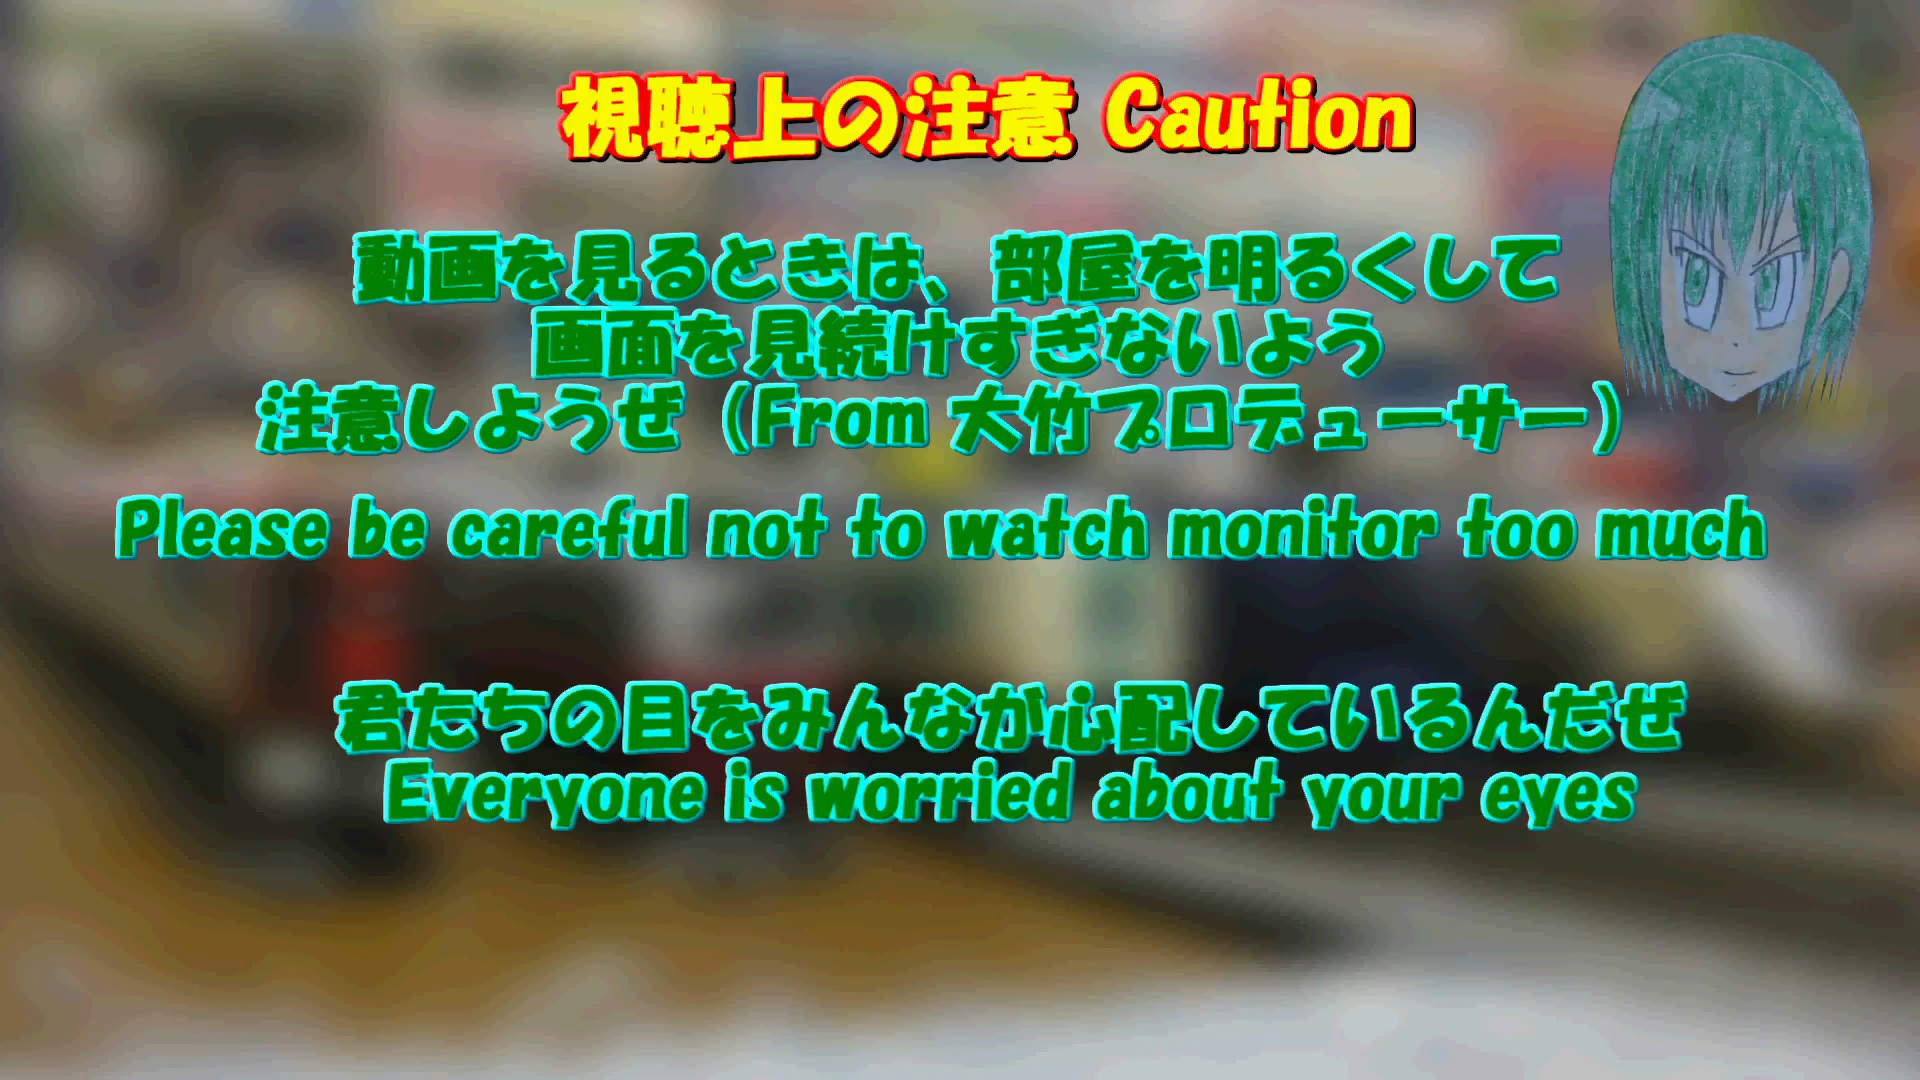 視聴上の注意 Caution
動画を見るときは、部屋を明るくして
画面を見続けすぎないよう
注意しようぜ（From 大竹プロデューサー）
Please be careful not to watch monitor too much
君たちの目をみんなが心配しているんだぜ
Everyone is worried about your eyes